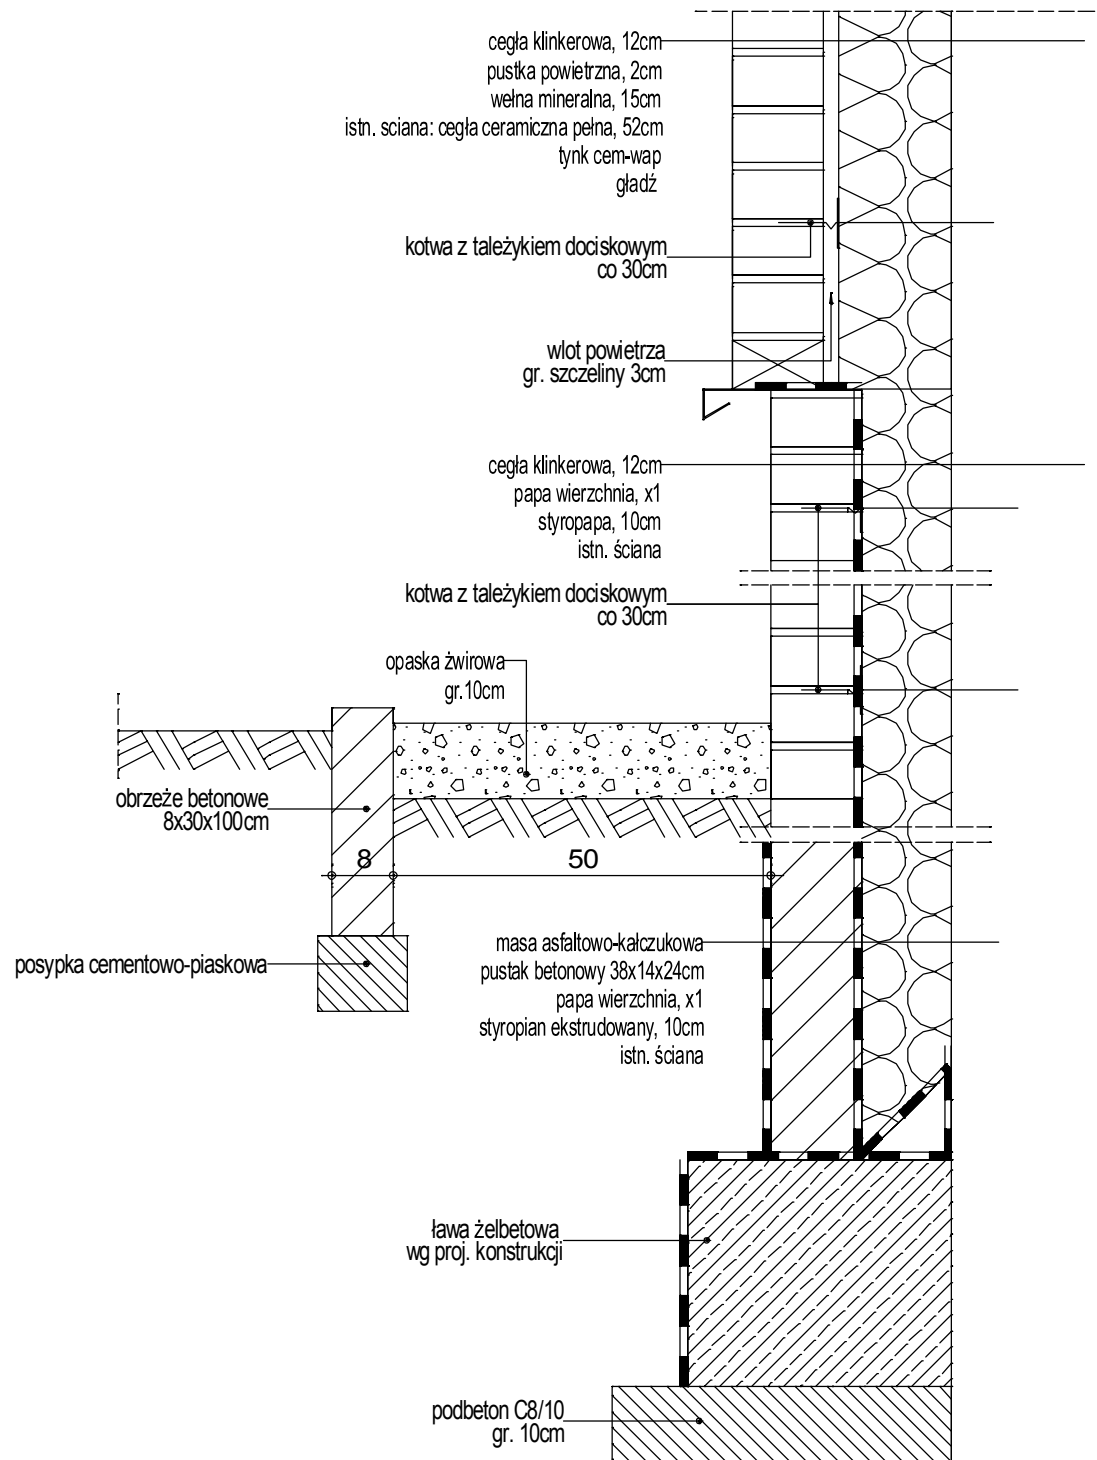 cegła klinkerowa, 12cm
pustka powietrzna, 2cm
wełna mineralna, 15cm
istn. sciana: cegła ceramiczna pełna, 52cm
tynk cem-wap
gładź
kotwa z taleźykiem dociskowym
co 30cm
wlot powietrza
gr. szczeliny 3cm
cegła klinkerowa, 12cm
papa wierzchnia, x1
styropapa, 10cm
istn. ściana
kotwa z taleźykiem dociskowym
co 30cm
opaska żwirowa
gr.10cm
obrzeże betonowe
8x30x100cm
8
50
posypka cementowo-piaskowa
masa asfaltowo-kałczukowa
pustak betonowy 38x14x24cm
papa wierzchnia, x1
styropian ekstrudowany, 10cm
istn. ściana
ława żelbetowa
wg proj. konstrukcji
podbeton C8/10
gr. 10cm